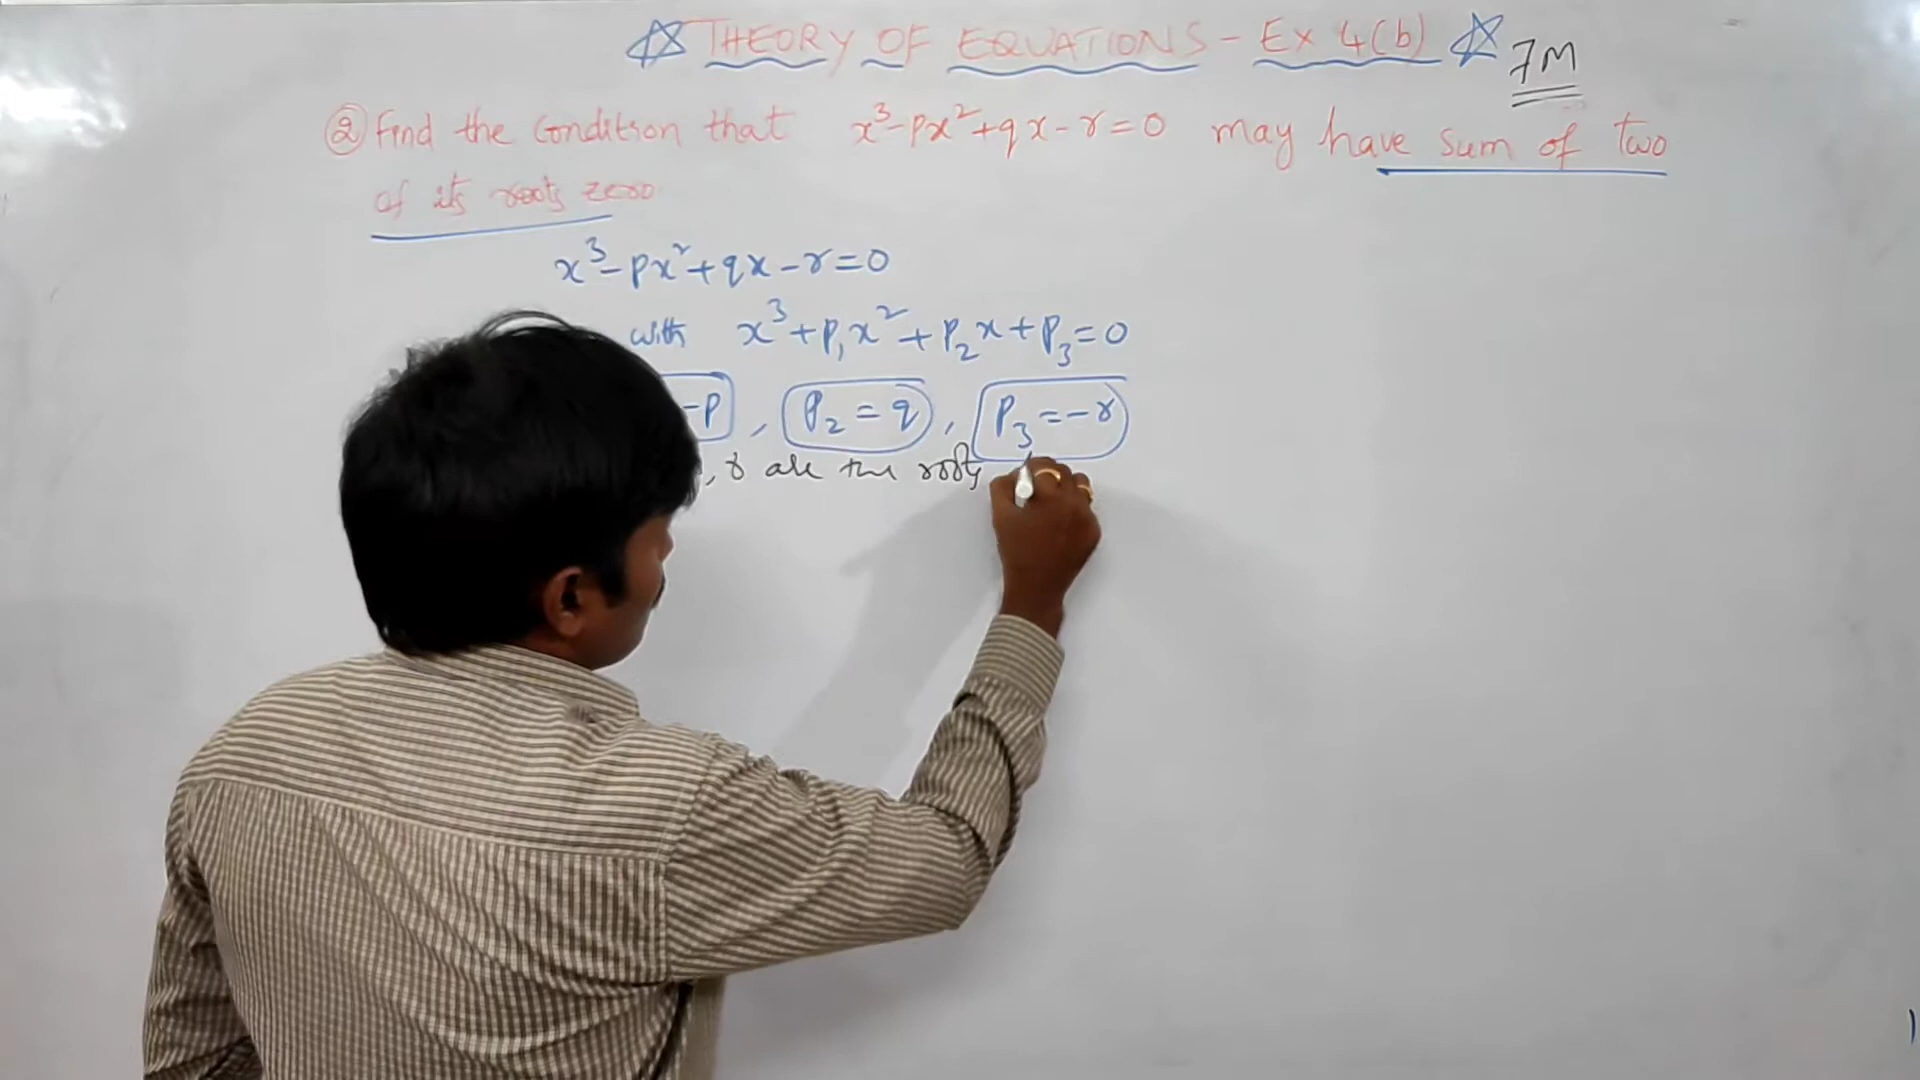 THEORY OF EQUATIONS - Ex 4(b)
7M
② Find the Condition that x³-px²+qx-r=0 may have sum of two
of its roots zero
x³-px²+qx-r=0
with x³+p₁x²+p₂x+p₃=0
-p, p₂=q, p₃=-r
, γ are the roots